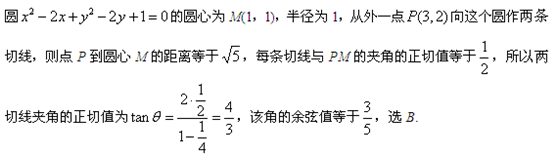 圆 $x^2-2x+y^2-2y+1=0$的圆心为 M(1，1)，半径为 1，从外一点 $P(3,2)$ 向这个圆作两条
切线，则点 P 到圆心 M 的距离等于$\sqrt{5}$，每条切线与 PM 的夹角的正切值等于$\frac{1}{2}$，所以两
切线夹角的正切值为$\tan\theta=\frac{2\cdot\frac{1}{2}}{1-\frac{1}{4}}=\frac{4}{3}$，该角的余弦值等于$\frac{3}{5}$，选 B.